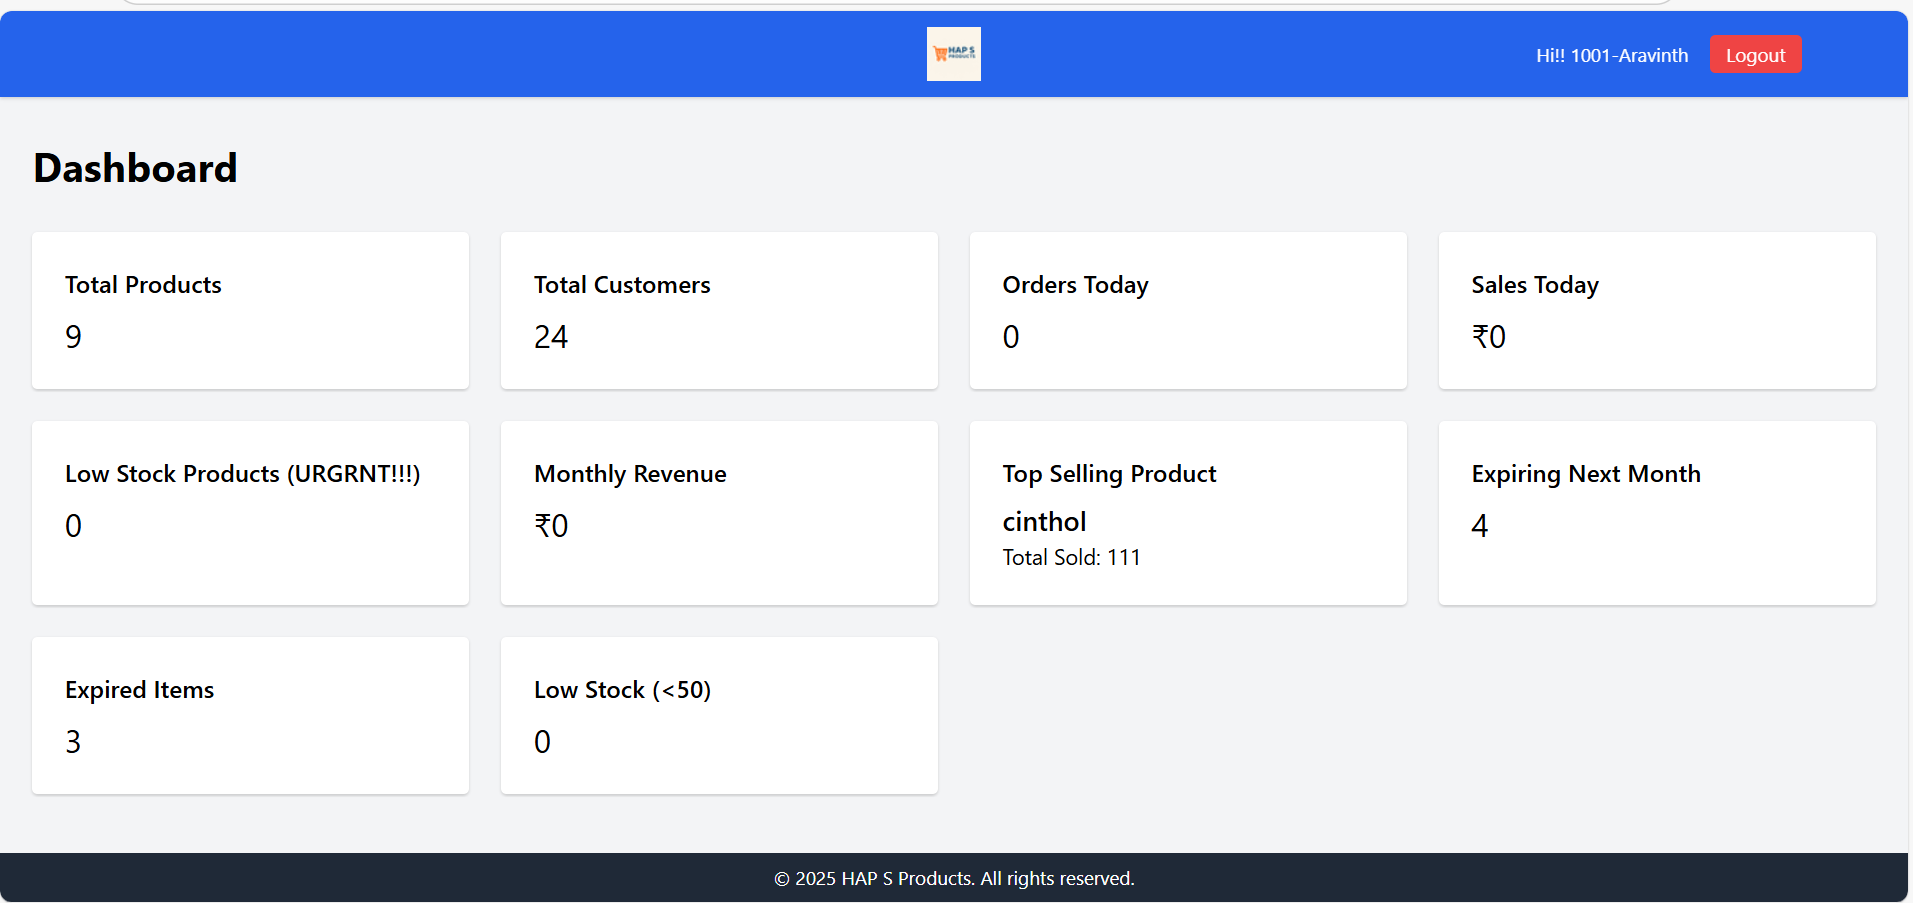 HAP S
PRODUCTS
Hi!! 1001-Aravinth
Logout
Dashboard
Total Products
9
Total Customers
24
Orders Today
0
Sales Today
₹0
Low Stock Products (URGRNT!!!)
0
Monthly Revenue
₹0
Top Selling Product
cinthol
Total Sold: 111
Expiring Next Month
4
Expired Items
3
Low Stock (<50)
0
© 2025 HAP S Products. All rights reserved.